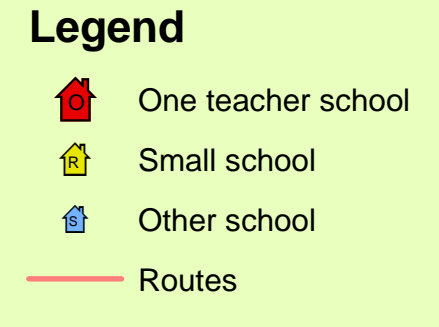 Legend
O One teacher school
R Small school
S Other school
Routes